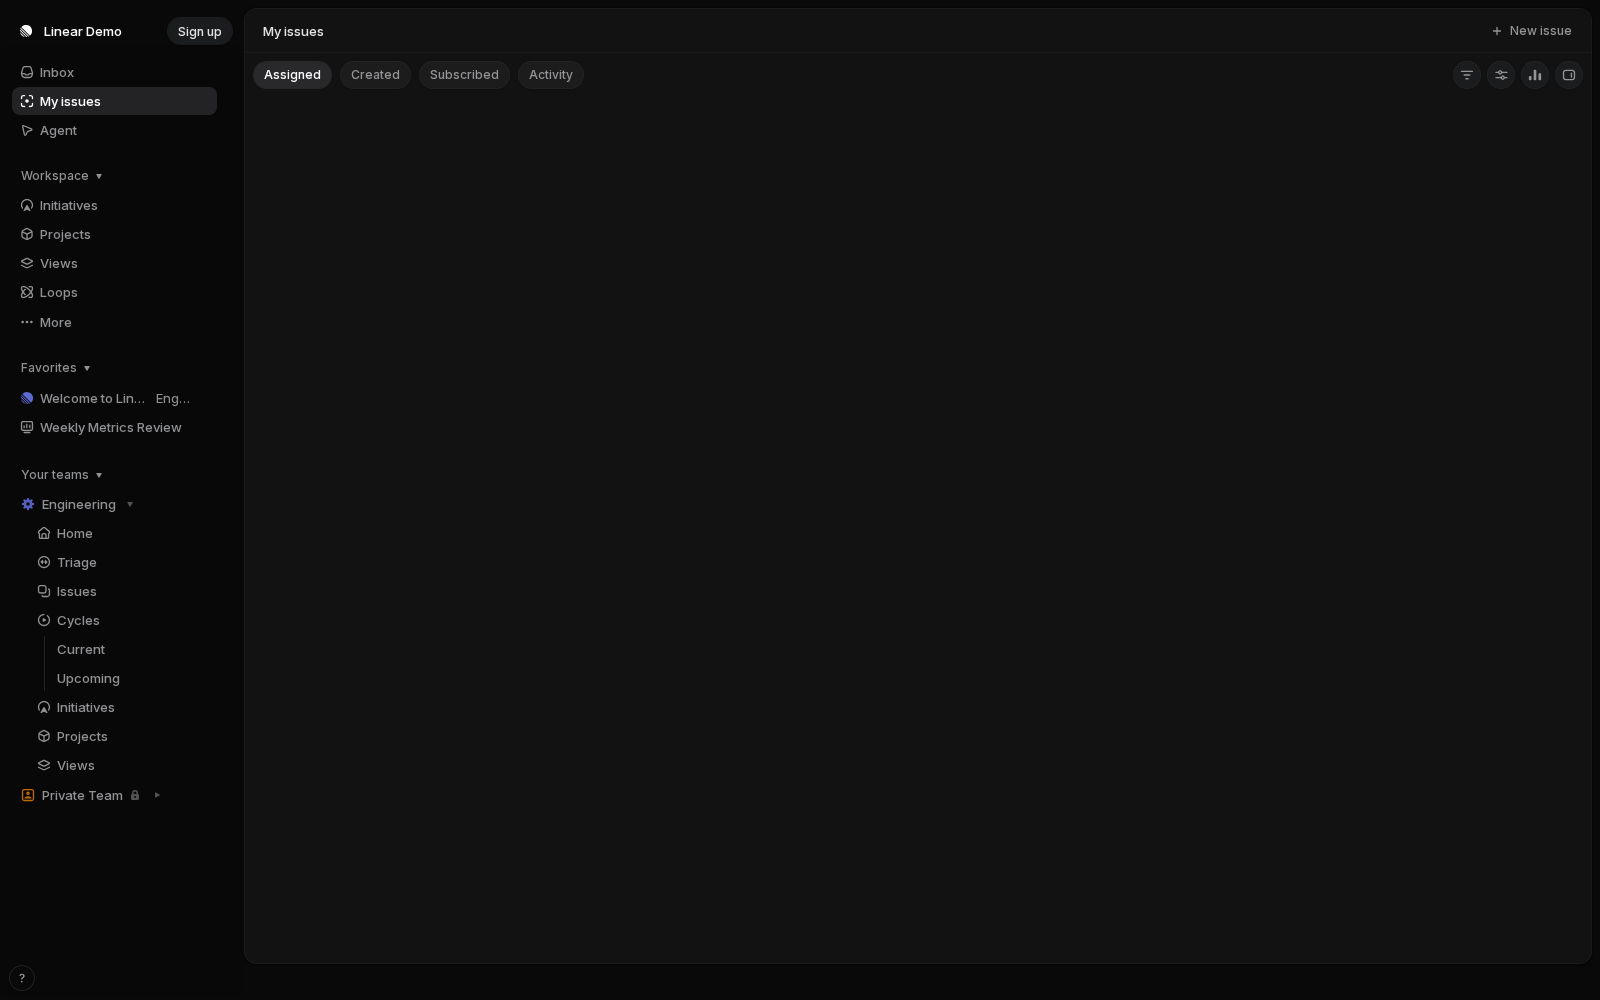 Linear Demo
Sign up
Inbox
My issues
Agent
Workspace
Initiatives
Projects
Views
Loops
More
Favorites
Welcome to Lin… Eng…
Weekly Metrics Review
Your teams
Engineering
Home
Triage
Issues
Cycles
Current
Upcoming
Initiatives
Projects
Views
Private Team
?
My issues
New issue
Assigned Created Subscribed Activity